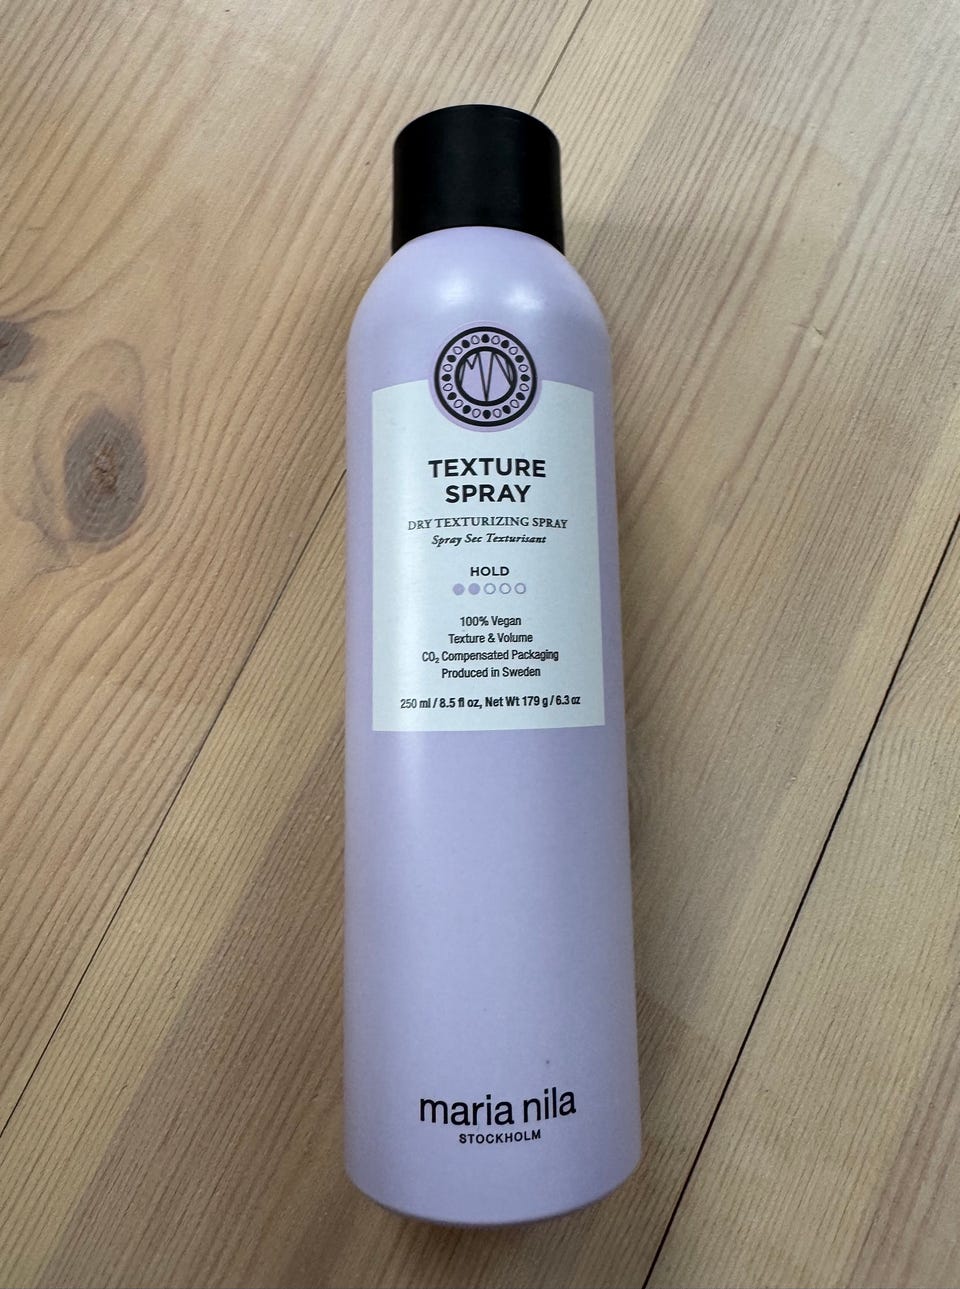 MN
TEXTURE
SPRAY
DRY TEXTURIZING SPRAY
Spray Sec Texturisant
HOLD
100% Vegan
Texture & Volume
CO₂ Compensated Packaging
Produced in Sweden
250 ml / 8.5 fl oz, Net Wt 179 g / 6.3 oz
maria nila
STOCKHOLM